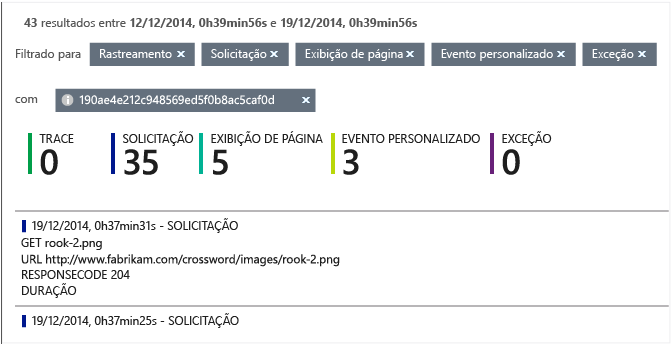 43 resultados entre 12/12/2014, 0h39min56s e 19/12/2014, 0h39min56s
Filtrado para Rastreamento × Solicitação × Exibição de página × Evento personalizado × Exceção ×
com 190ae4e212c948569ed5f0b8ac5caf0d ×
TRACE SOLICITAÇÃO EXIBIÇÃO DE PÁGINA EVENTO PERSONALIZADO EXCEÇÃO
0 35 5 3 0
19/12/2014, 0h37min31s - SOLICITAÇÃO
GET rook-2.png
URL http://www.fabrikam.com/crossword/images/rook-2.png
RESPONSECODE 204
DURAÇÃO
19/12/2014, 0h37min25s - SOLICITAÇÃO